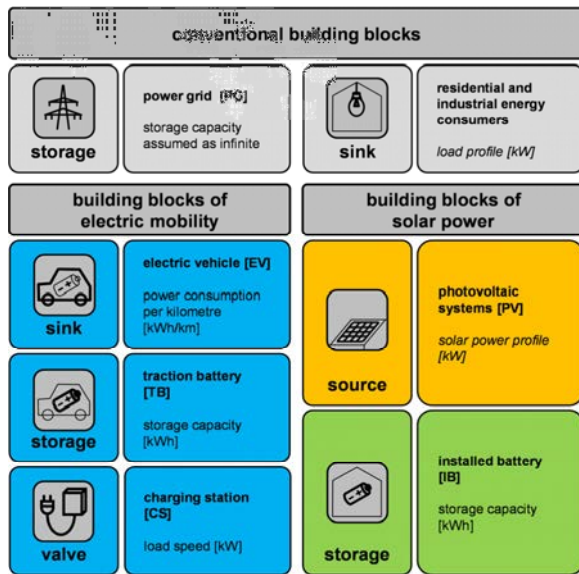 conventional building blocks
power grid [PG]
storage capacity
assumed as infinite
storage
residential and
industrial energy
consumers
load profile [kW]
sink
building blocks of
electric mobility
building blocks of
solar power
electric vehicle [EV]
power consumption
per kilometre
[kWh/km]
sink
traction battery
[TB]
storage capacity
[kWh]
storage
charging station
[CS]
load speed [kW]
valve
photovoltaic
systems [PV]
solar power profile
[kW]
source
installed battery
[IB]
storage capacity
[kWh]
storage